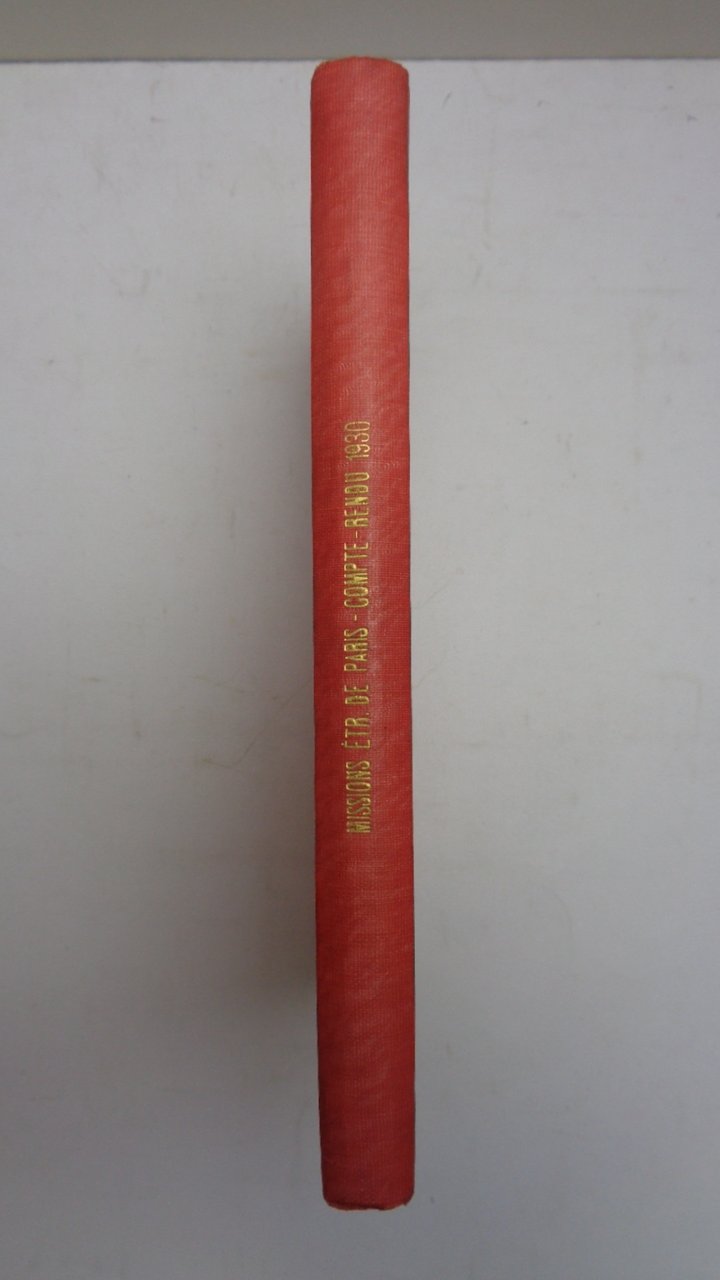 MISSIONS ÉTR. DE PARIS - COMPTE-RENDU 1930